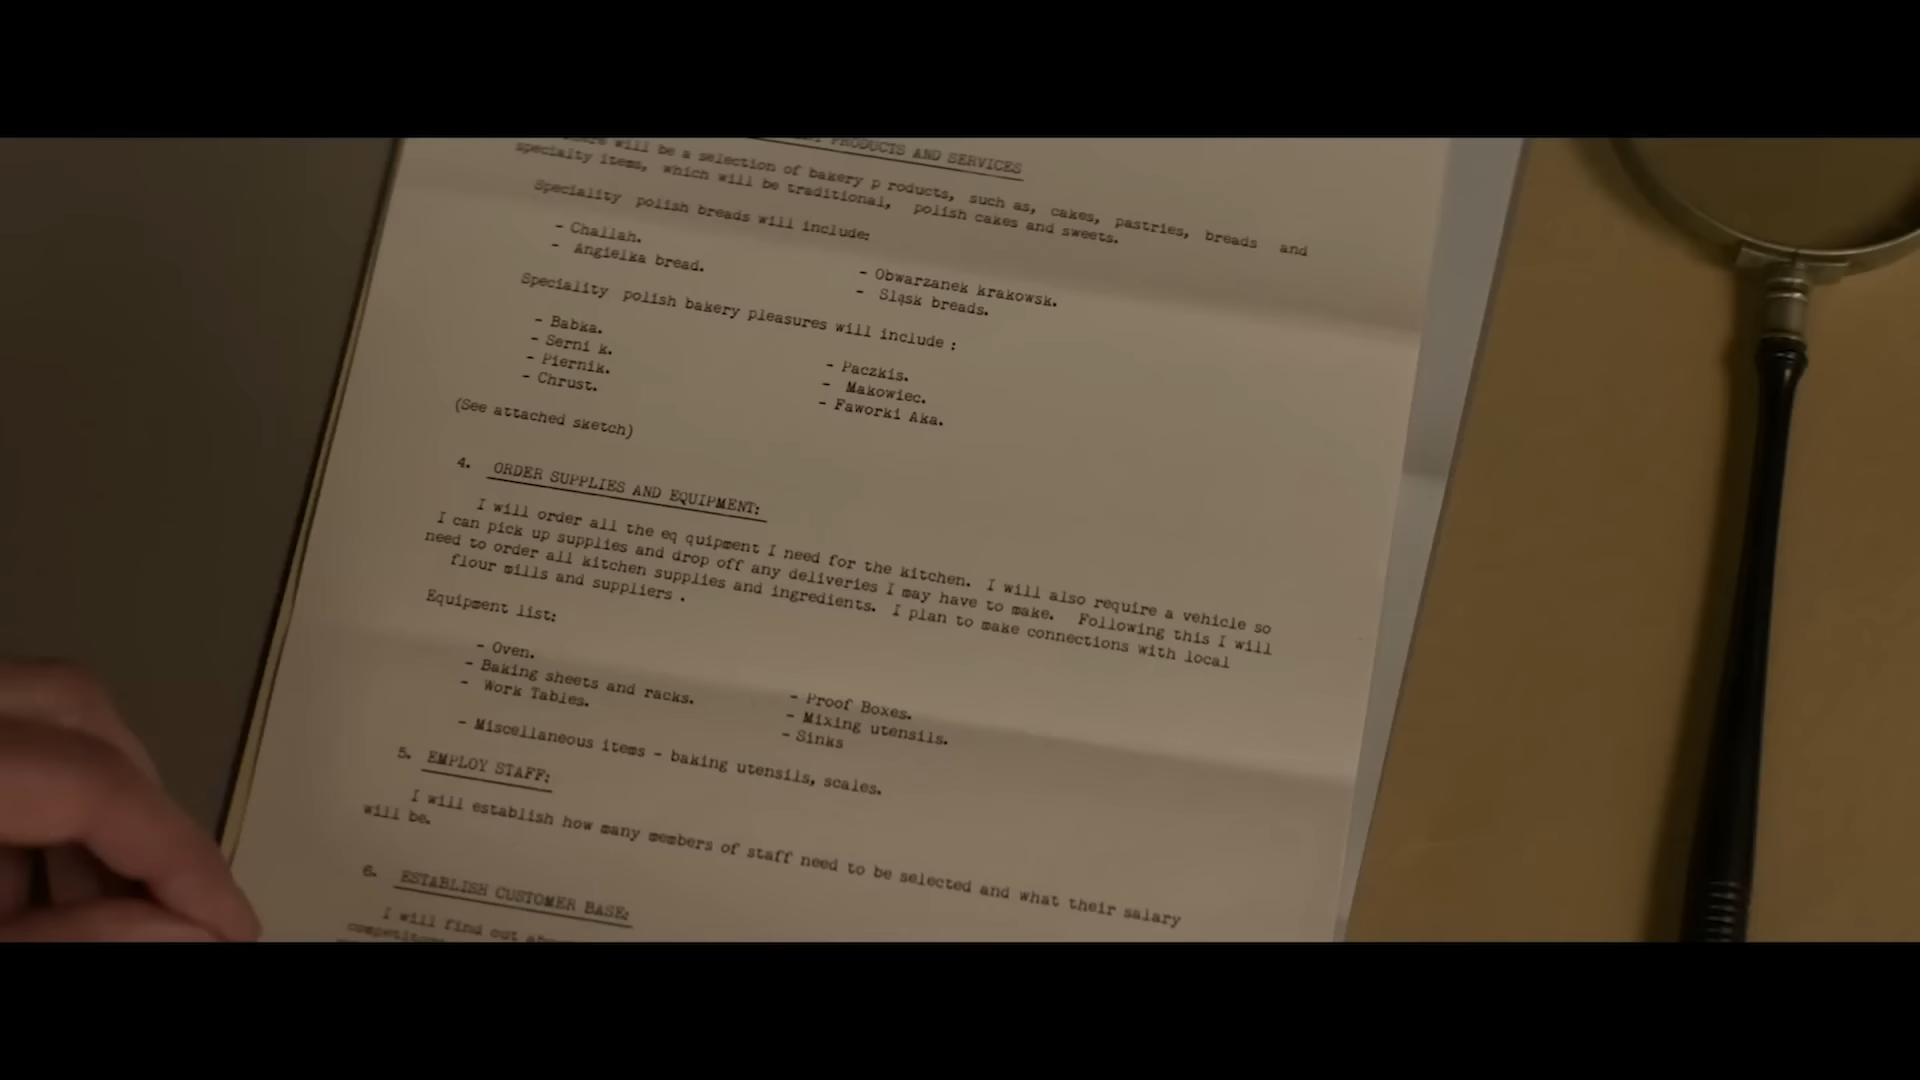 PRODUCTS AND SERVICES
There will be a selection of bakery p roducts, such as, cakes, pastries, breads and
specialty items, which will be traditional, polish cakes and sweets.
Speciality polish breads will include:
- Challah.
- Angielka bread.
- Obwarzanek krakowsk.
- Sląsk breads.
Speciality polish bakery pleasures will include :
- Babka.
- Serni k.
- Piernik.
- Chrust.
- Paczkis.
- Makowiec.
- Faworki Aka.
(See attached sketch)
4. ORDER SUPPLIES AND EQUIPMENT:
I will order all the eq quipment I need for the kitchen. I will also require a vehicle so
I can pick up supplies and drop off any deliveries I may have to make. Following this I will
need to order all kitchen supplies and ingredients. I plan to make connections with local
flour mills and suppliers .
Equipment list:
- Oven.
- Baking sheets and racks.
- Work Tables.
- Proof Boxes.
- Mixing utensils.
- Sinks
- Miscellaneous items - baking utensils, scales.
5. EMPLOY STAFF:
I will establish how many members of staff need to be selected and what their salary
will be.
6. ESTABLISH CUSTOMER BASE:
I will find out